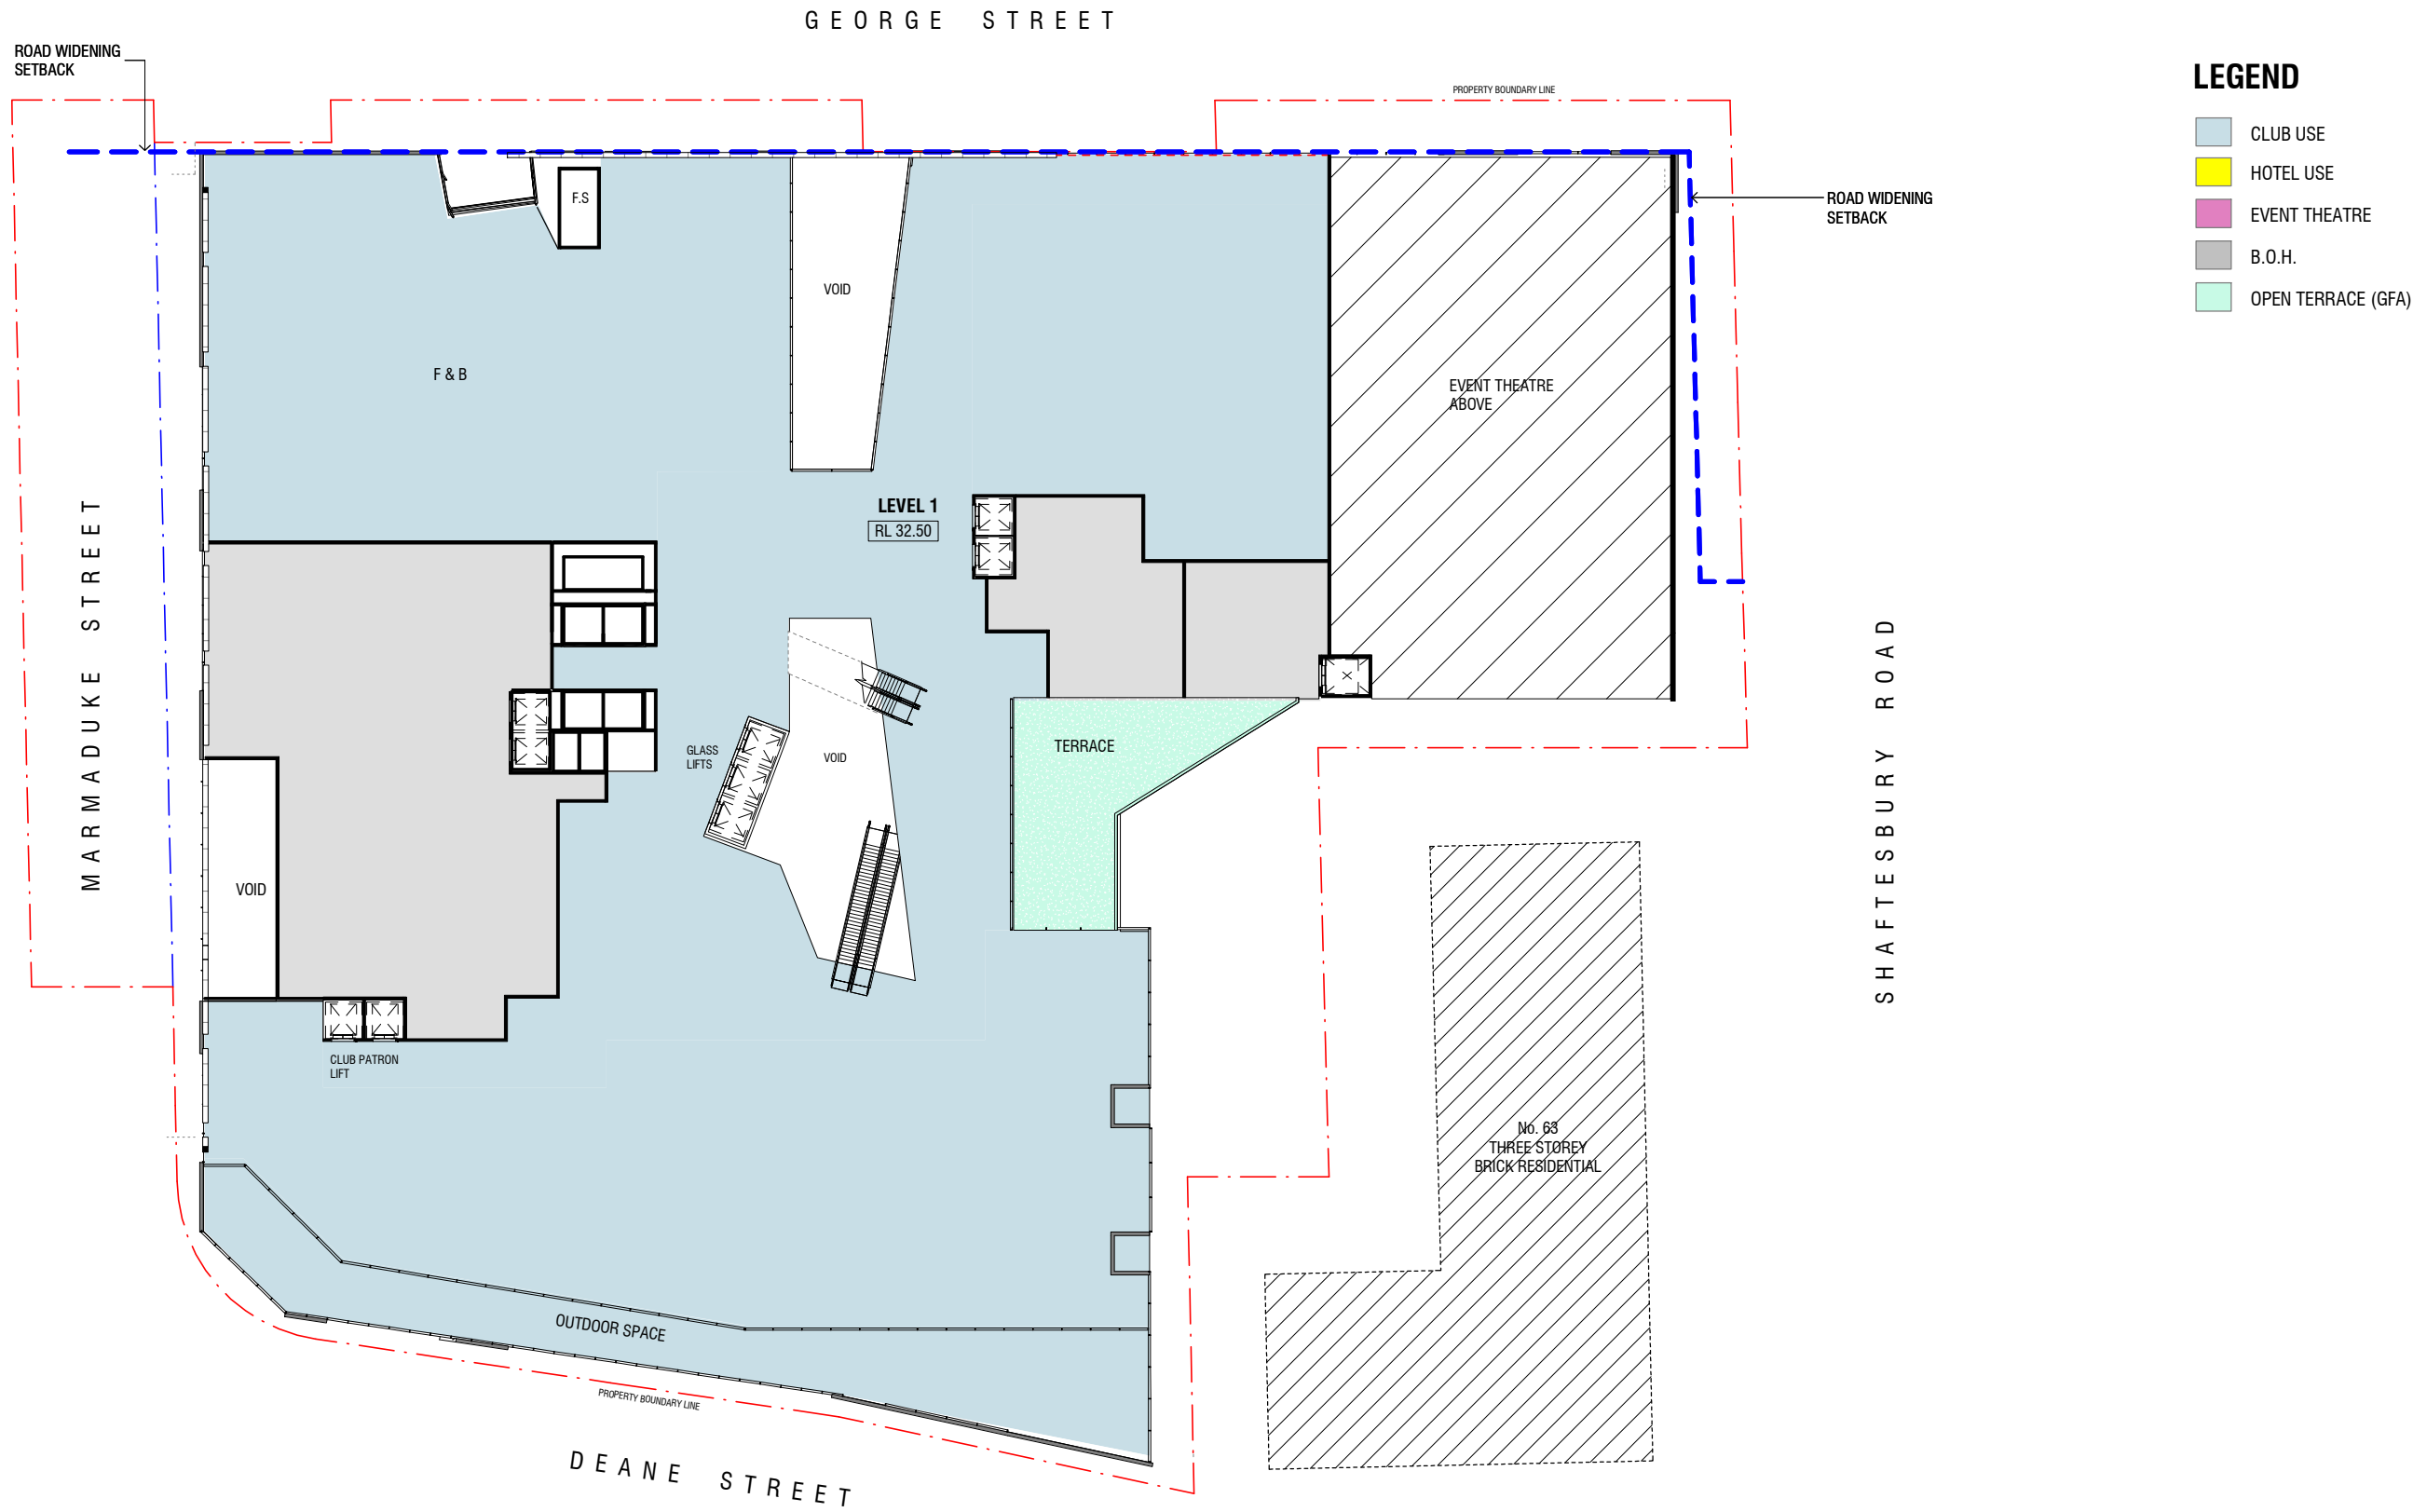 GEORGE STREET
ROAD WIDENING
SETBACK
PROPERTY BOUNDARY LINE
LEGEND
CLUB USE
HOTEL USE
EVENT THEATRE
B.O.H.
OPEN TERRACE (GFA)
ROAD WIDENING
SETBACK
F.S
VOID
F & B
EVENT THEATRE
ABOVE
LEVEL 1
RL 32.50
MARMADUKE STREET
SHAFTESBURY ROAD
GLASS
LIFTS
VOID
TERRACE
VOID
CLUB PATRON
LIFT
No. 63
THREE STOREY
BRICK RESIDENTIAL
OUTDOOR SPACE
PROPERTY BOUNDARY LINE
DEANE STREET